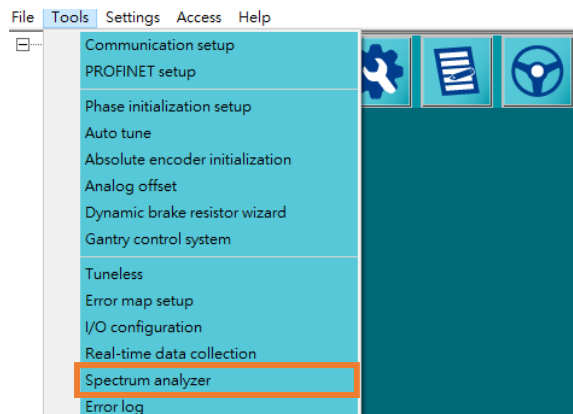 File Tools Settings Access Help
Communication setup
PROFINET setup
Phase initialization setup
Auto tune
Absolute encoder initialization
Analog offset
Dynamic brake resistor wizard
Gantry control system
Tuneless
Error map setup
I/O configuration
Real-time data collection
Spectrum analyzer
Error log